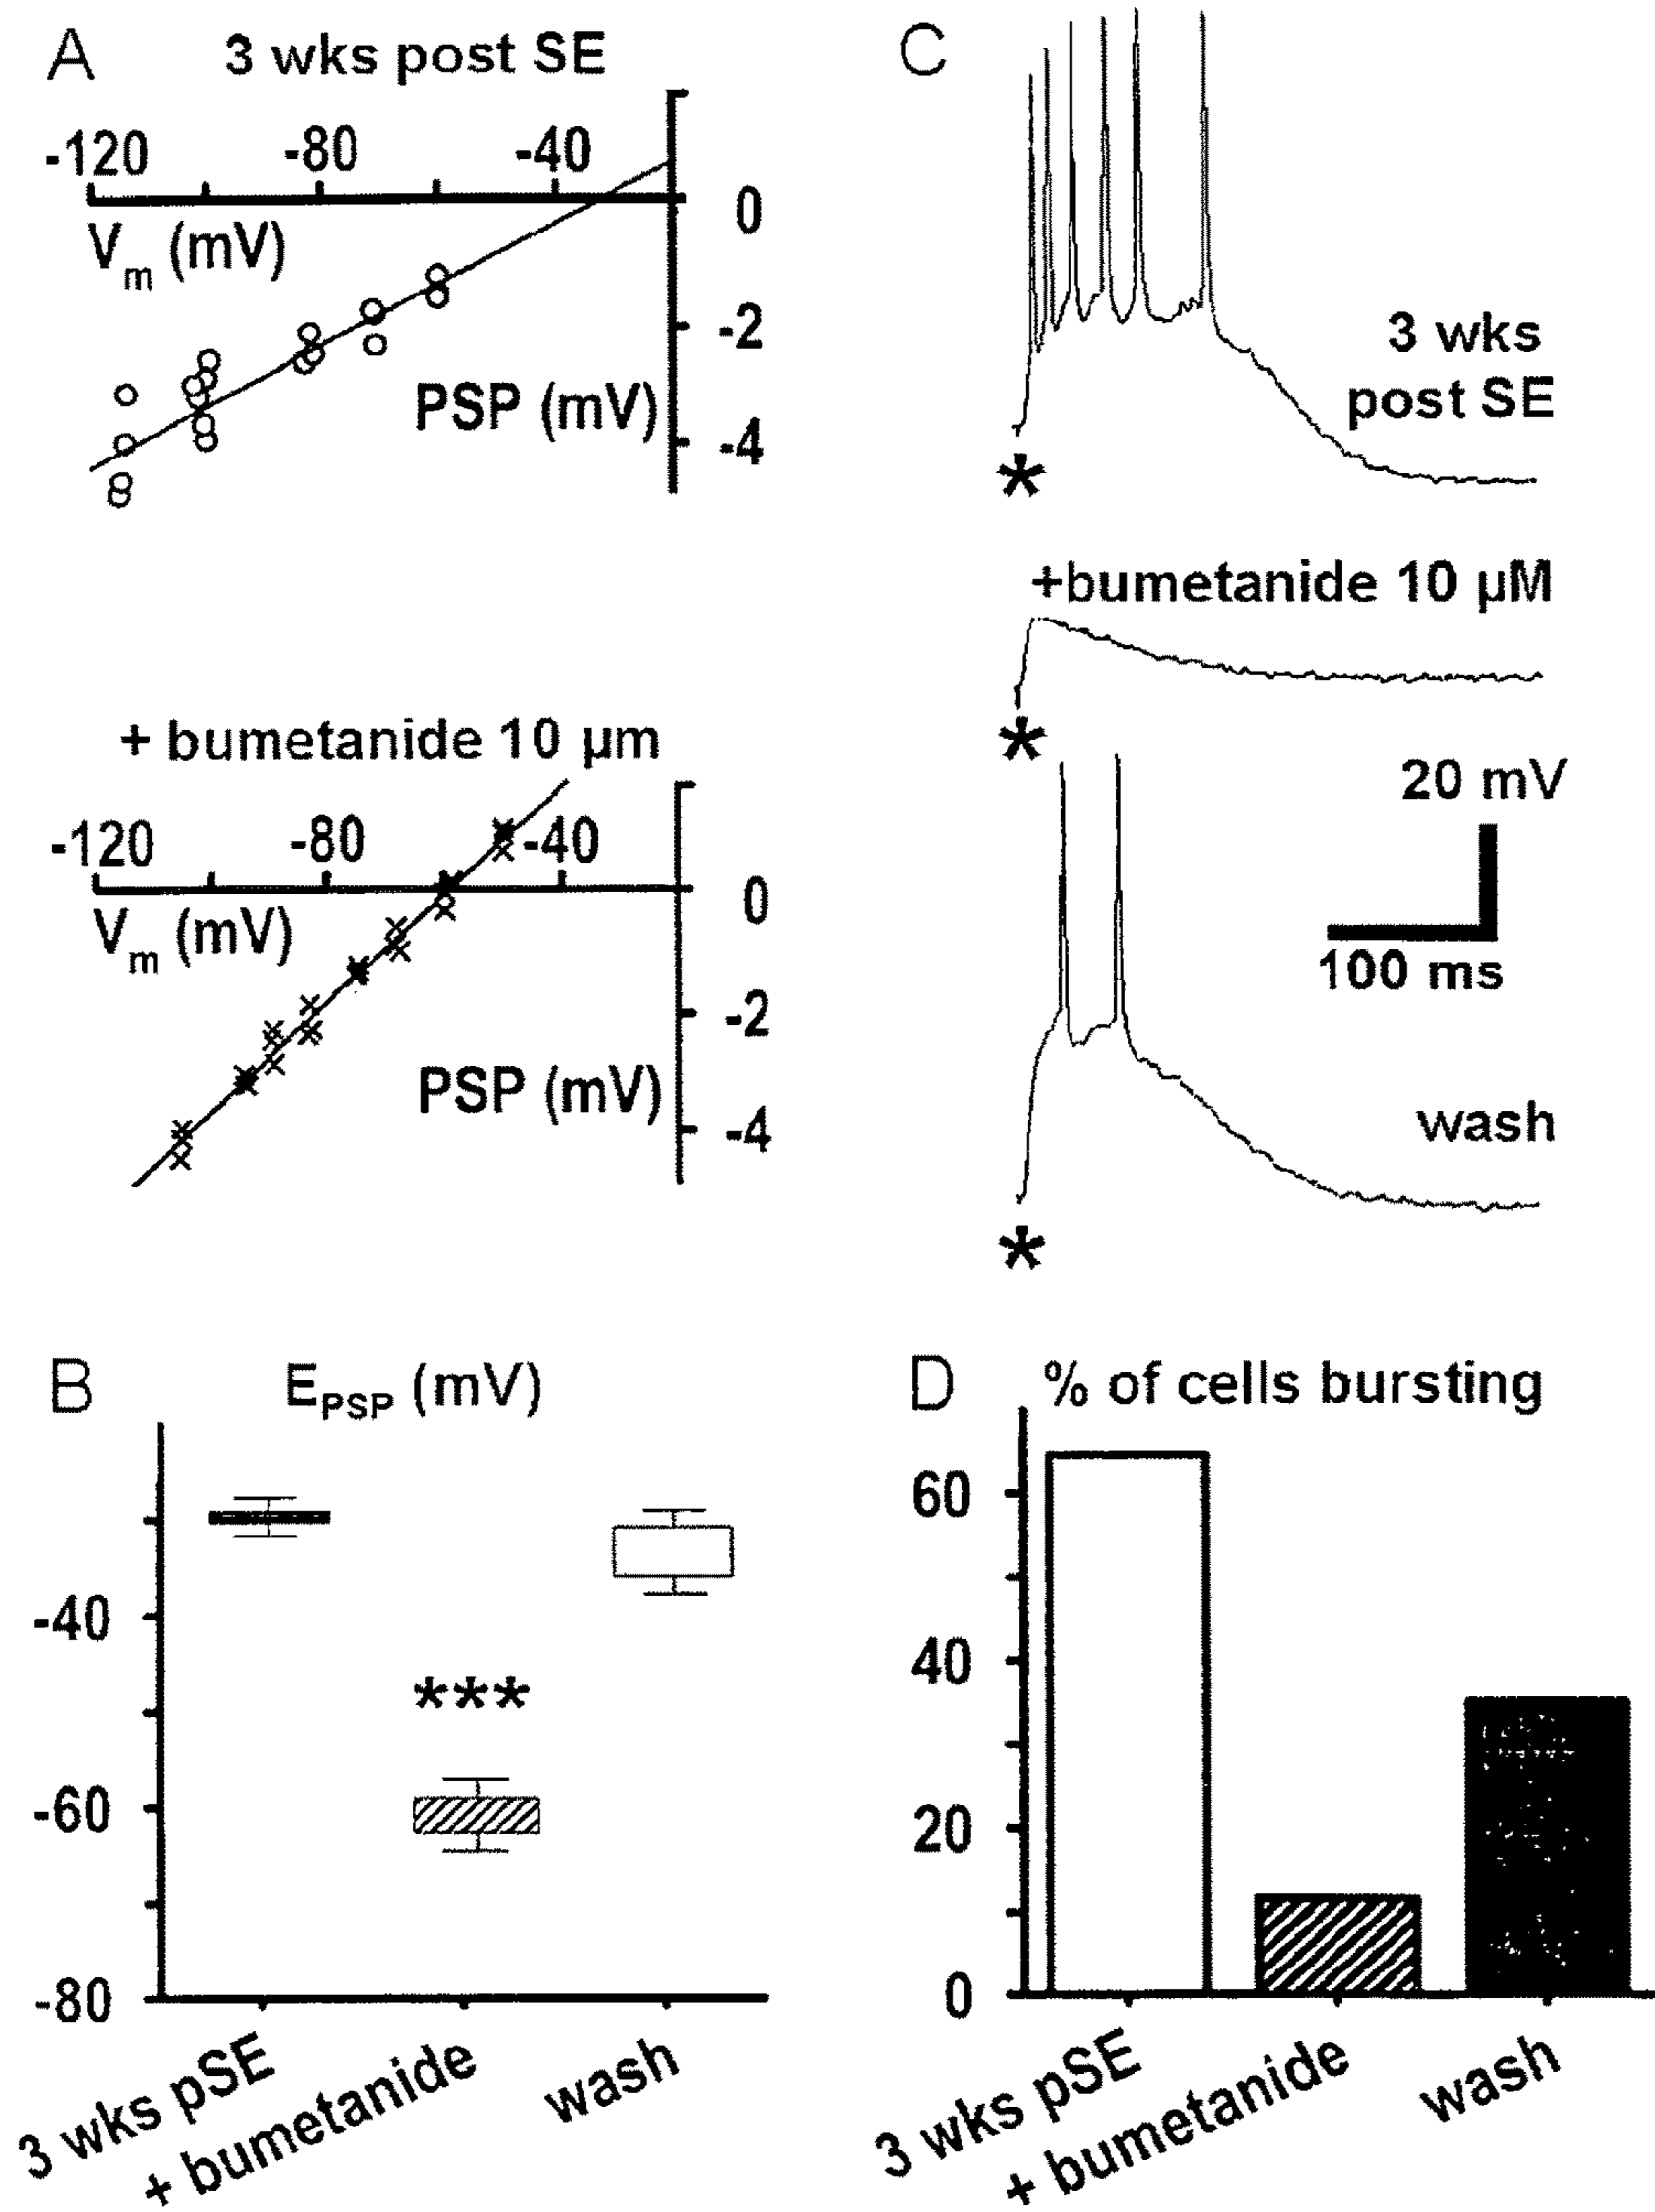 A 3 wks post SE
-120 -80 -40
0
Vm (mV)
-2
PSP (mV)
-4
+ bumetanide 10 µm
-120 -80 -40
0
Vm (mV)
-2
PSP (mV)
-4
B EPSP (mV)
-40
***
-60
-80
3 wks pSE
+ bumetanide
wash
C
3 wks
post SE
*
+bumetanide 10 µM
*
20 mV
100 ms
wash
*
D % of cells bursting
60
40
20
0
3 wks pSE
+ bumetanide
wash